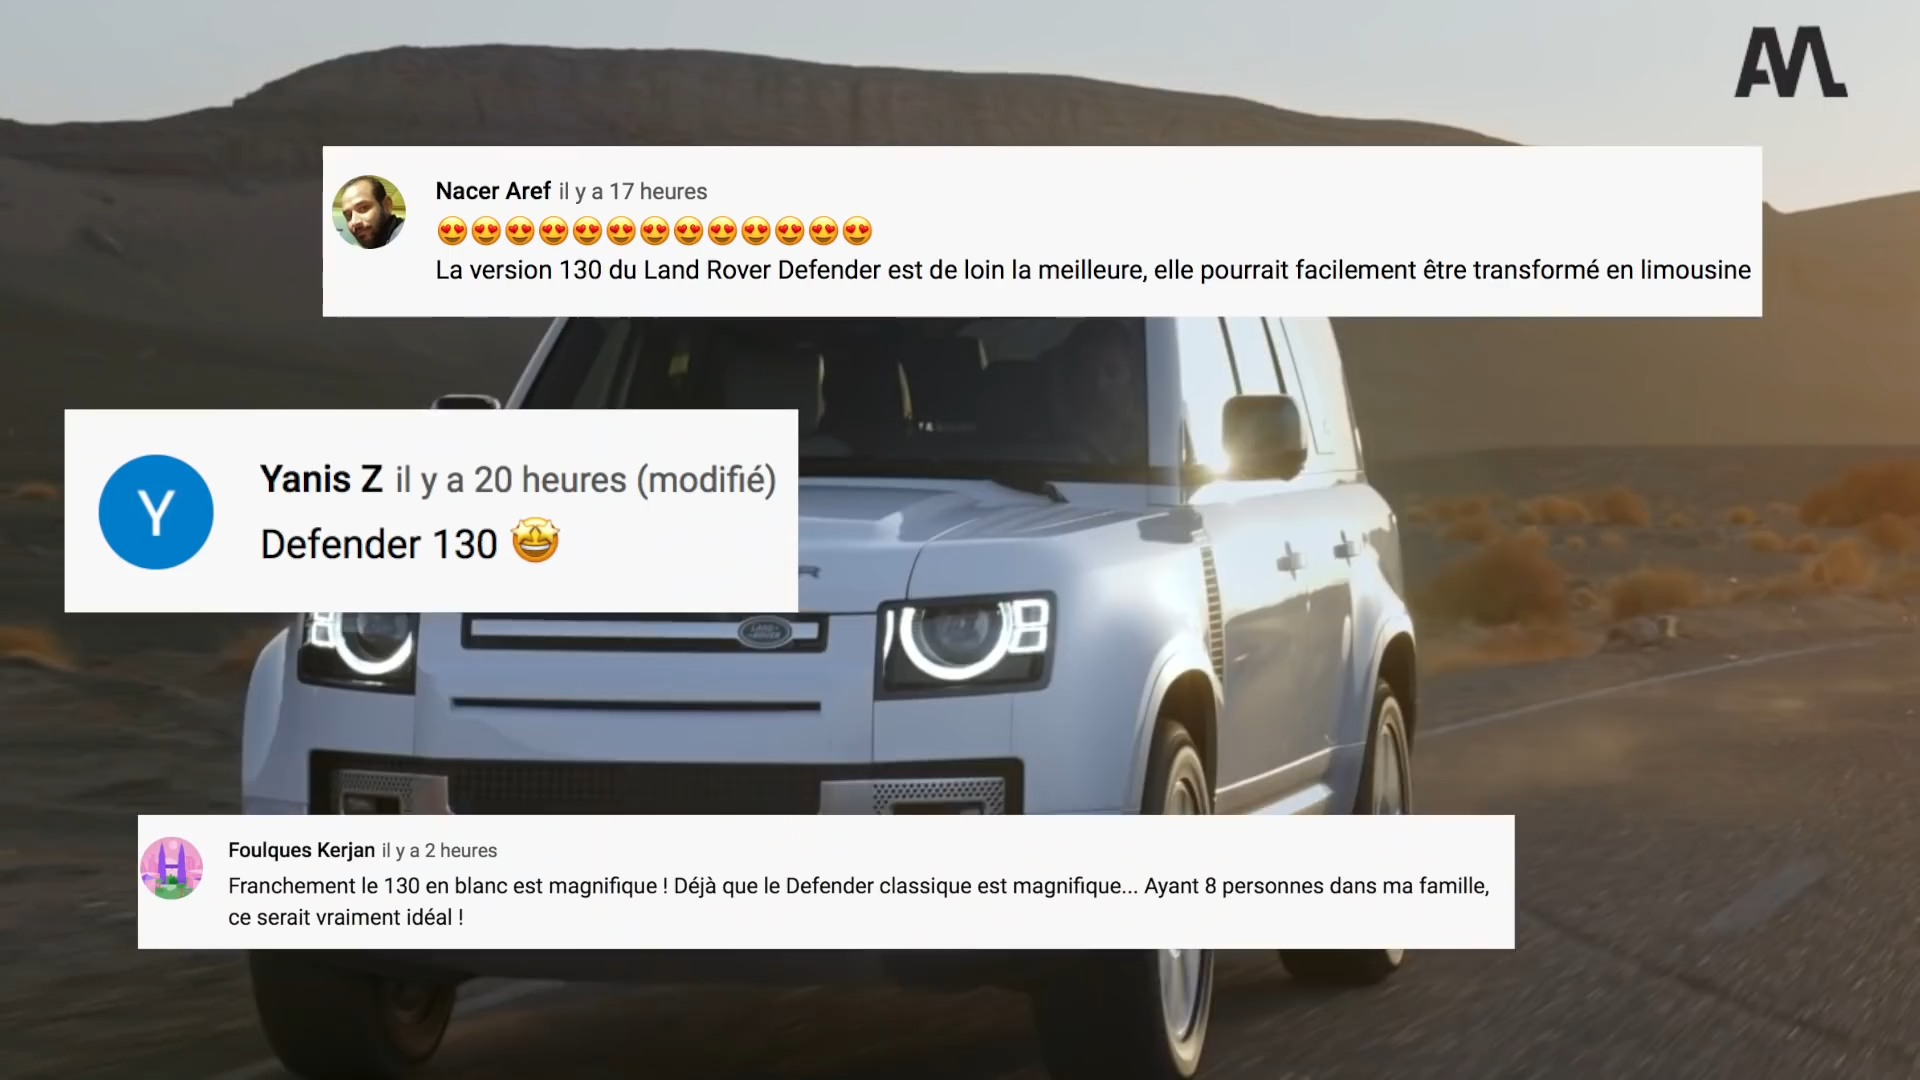 AML
Nacer Aref il y a 17 heures
😍😍😍😍😍😍😍😍😍😍😍😍😍
La version 130 du Land Rover Defender est de loin la meilleure, elle pourrait facilement être transformé en limousine
Y
Yanis Z il y a 20 heures (modifié)
Defender 130 🤩
R
LAND-
ROVER
Foulques Kerjan il y a 2 heures
Franchement le 130 en blanc est magnifique ! Déjà que le Defender classique est magnifique... Ayant 8 personnes dans ma famille,
ce serait vraiment idéal !